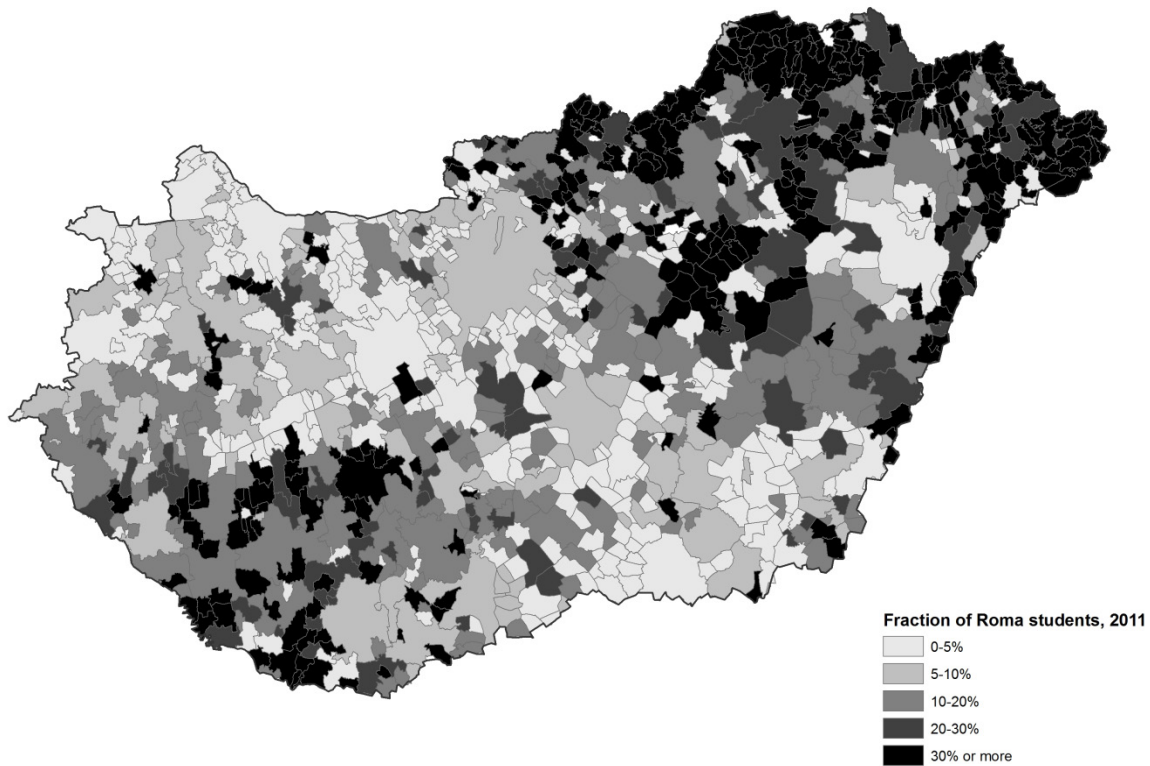 Fraction of Roma students, 2011
0-5%
5-10%
10-20%
20-30%
30% or more